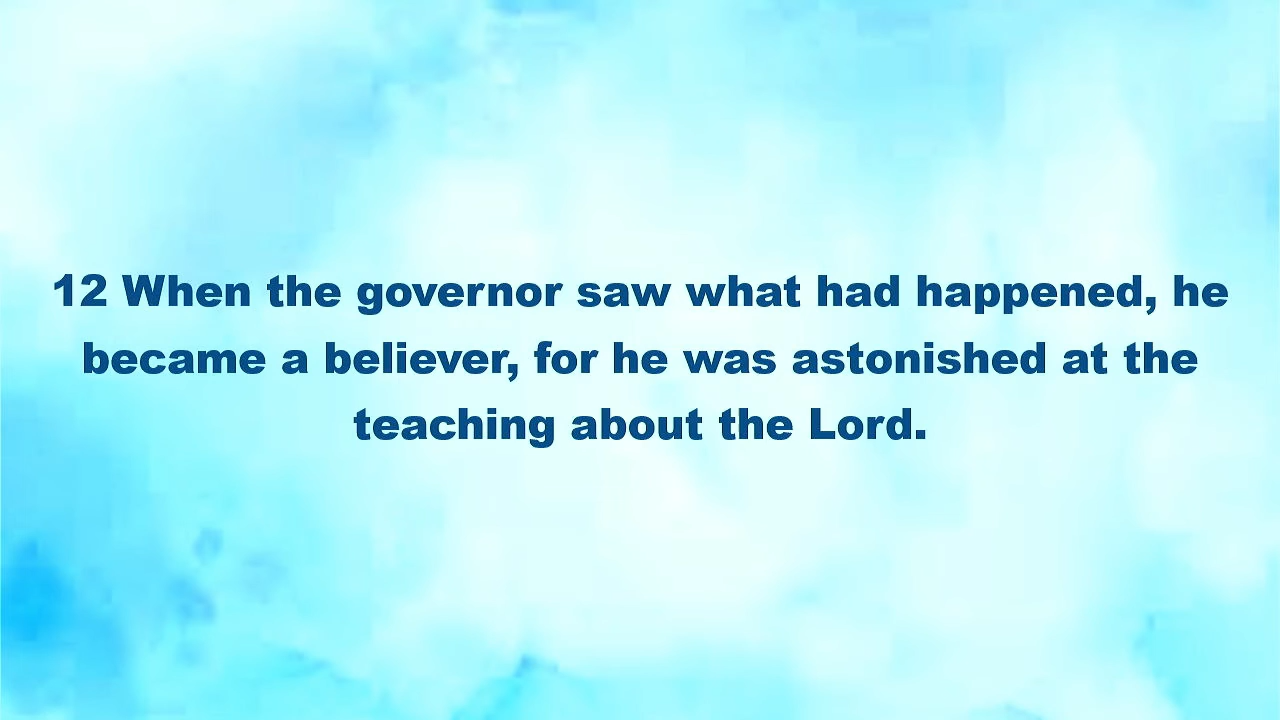 12 When the governor saw what had happened, he
became a believer, for he was astonished at the
teaching about the Lord.